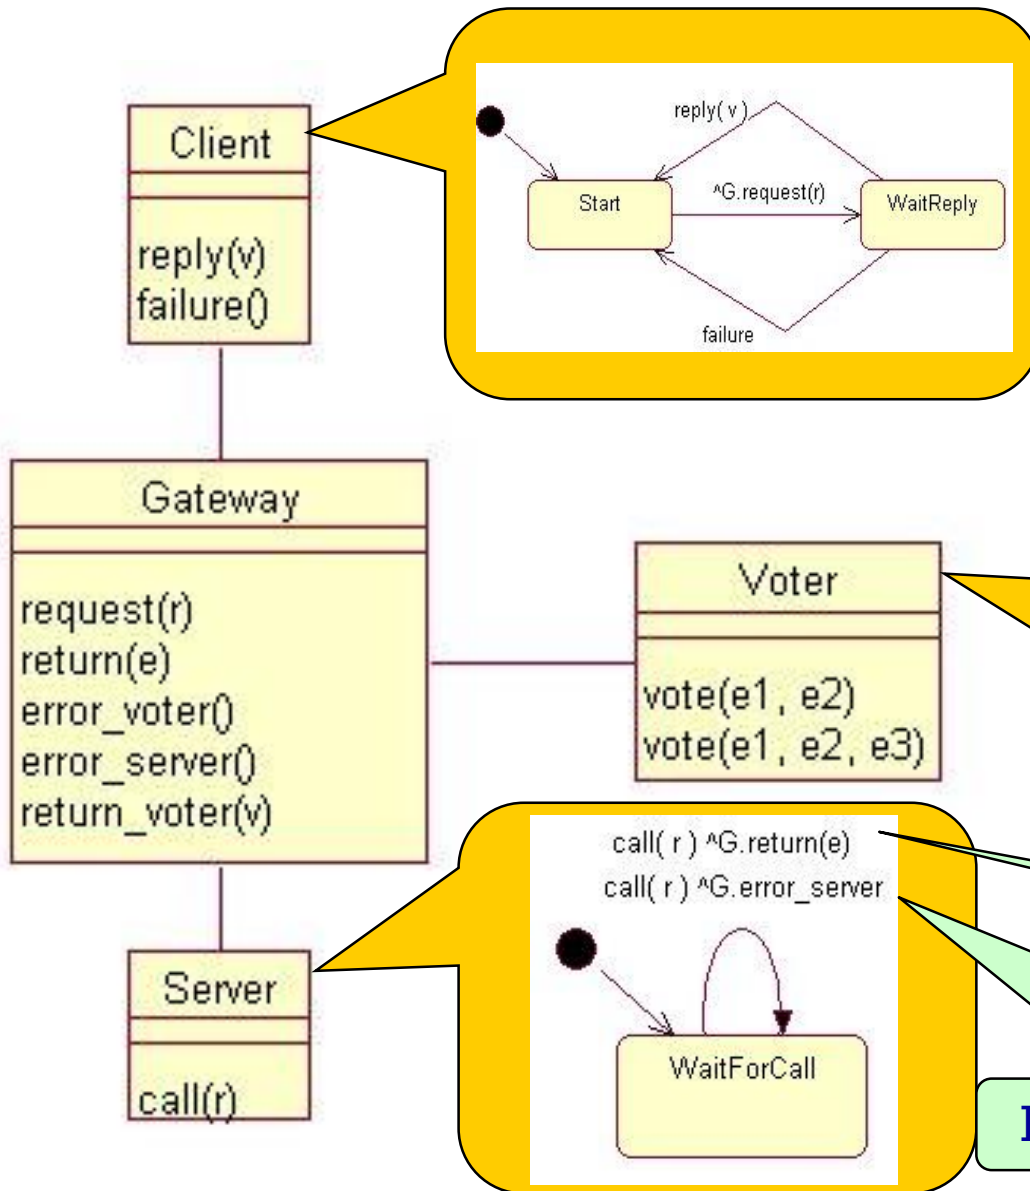 Client
reply(v)
failure()
reply( v )
Start
^G.request(r)
WaitReply
failure
Gateway
request(r)
return(e)
error_voter()
error_server()
return_voter(v)
Voter
vote(e1, e2)
vote(e1, e2, e3)
Server
call(r)
call( r ) ^G.return(e)
call( r ) ^G.error_server
WaitForCall